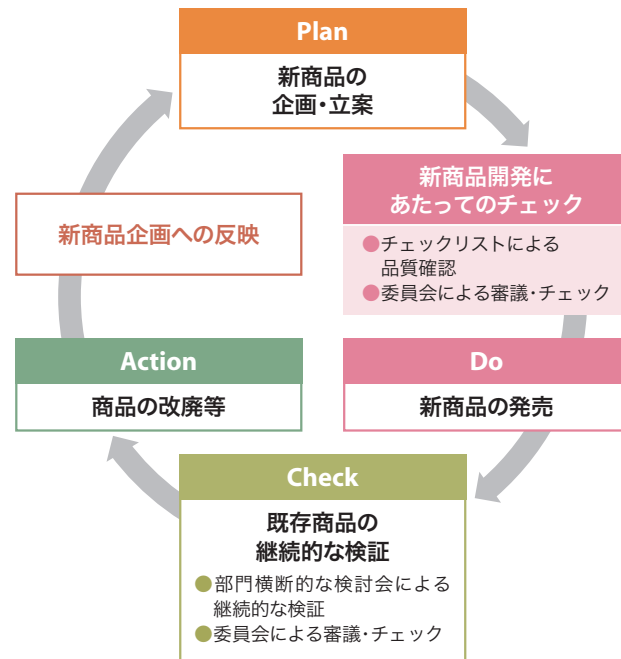 Plan
新商品の
企画・立案
新商品開発に
あたってのチェック
●チェックリストによる
品質確認
●委員会による審議・チェック
Do
新商品の発売
Check
既存商品の
継続的な検証
●部門横断的な検討会による
継続的な検証
●委員会による審議・チェック
Action
商品の改廃等
新商品企画への反映